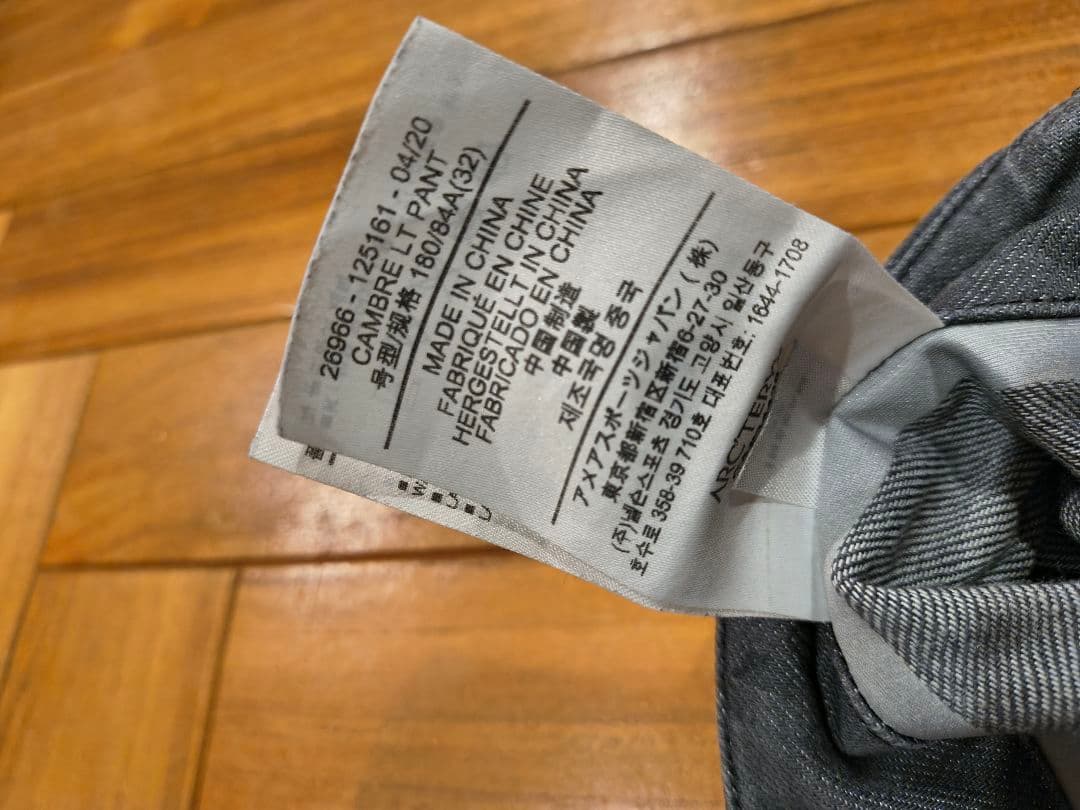 26966 - 125161 - 04/20
CAMBRE LT PANT
号型/规格 180/84A(32)
MADE IN CHINA
FABRIQUÉ EN CHINE
HERGESTELLT IN CHINA
FABRICADO EN CHINA
中国制造
中國製
제조국명 중국
アメアスポーツジャパン (株)
東京都新宿区新宿6-27-30
(주)넬슨스포츠 경기도 고양시 일산동구
호수로 358-39 710호 대표번호: 1644-1708
ARC'TERYX